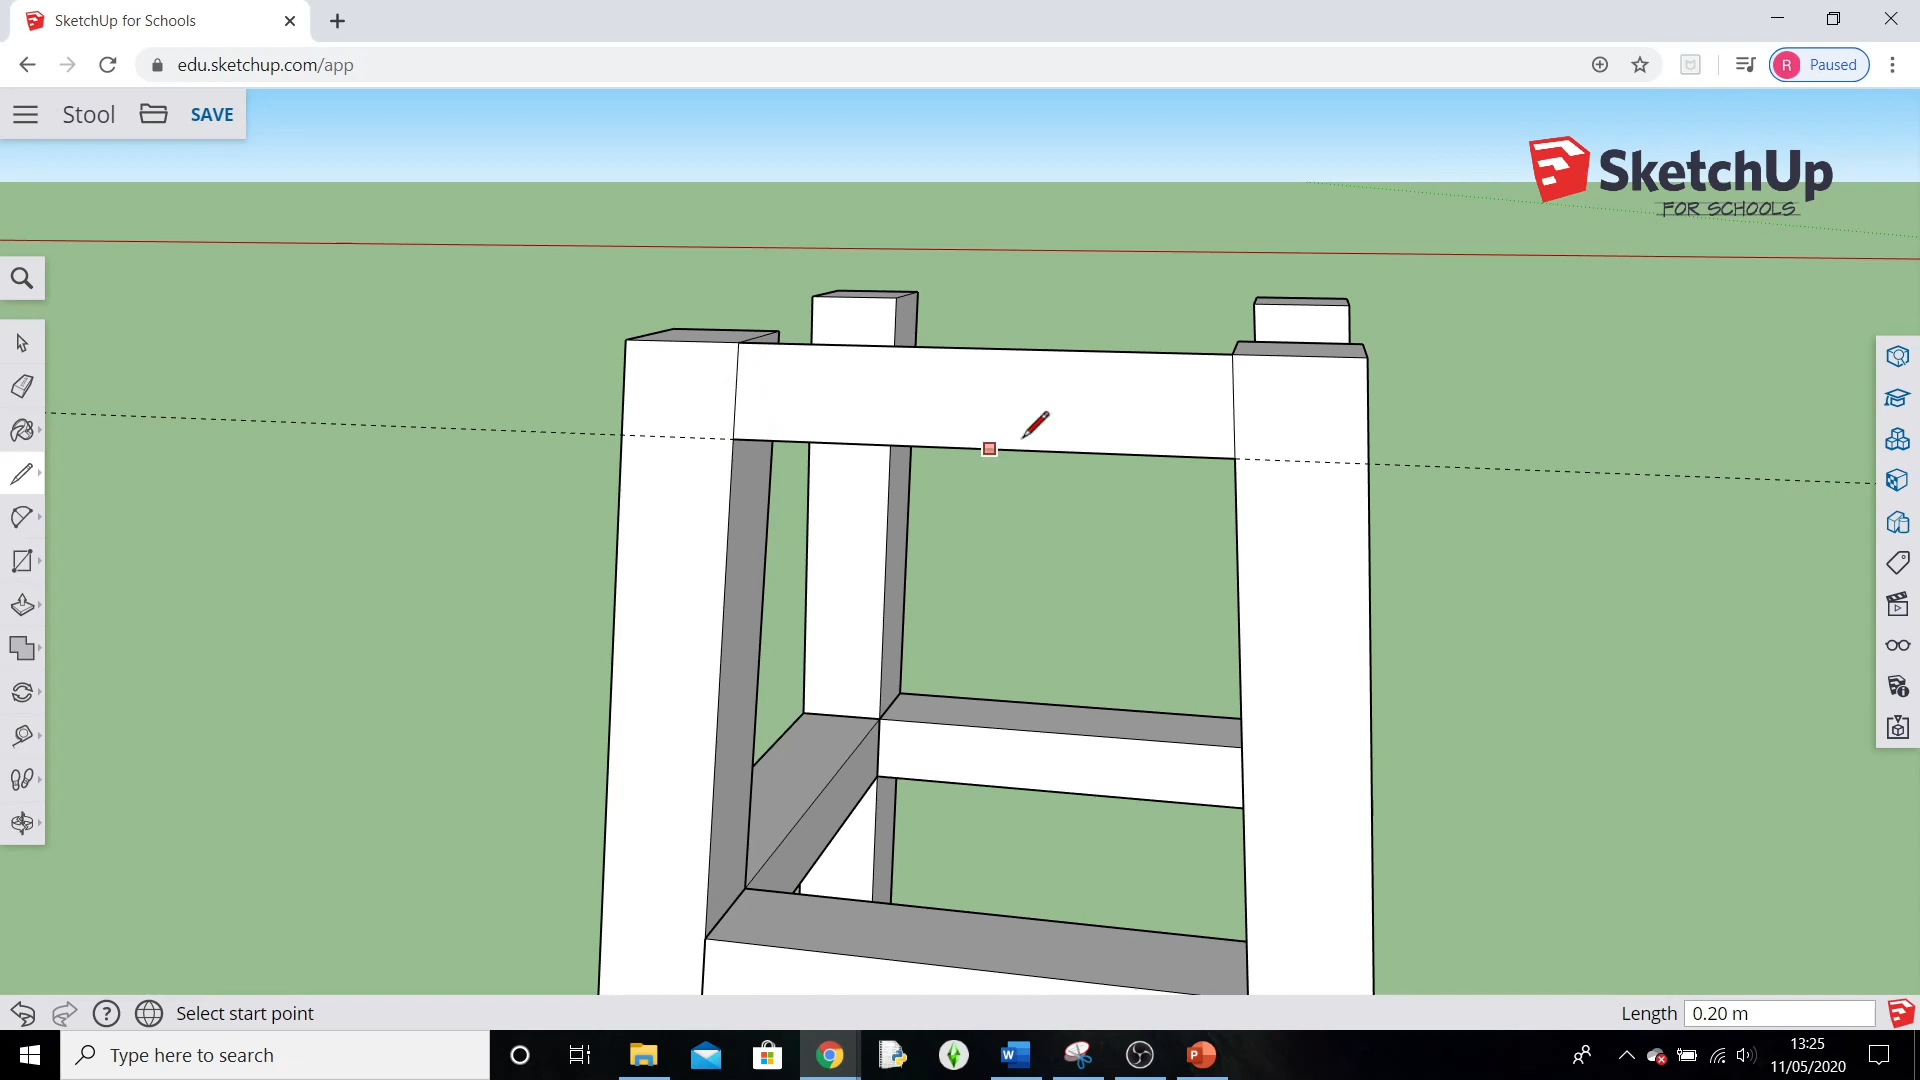 SketchUp for Schools
edu.sketchup.com/app
R Paused
Stool SAVE
SketchUp
FOR SCHOOLS
Select start point
Length 0.20 m
Type here to search
13:25
11/05/2020